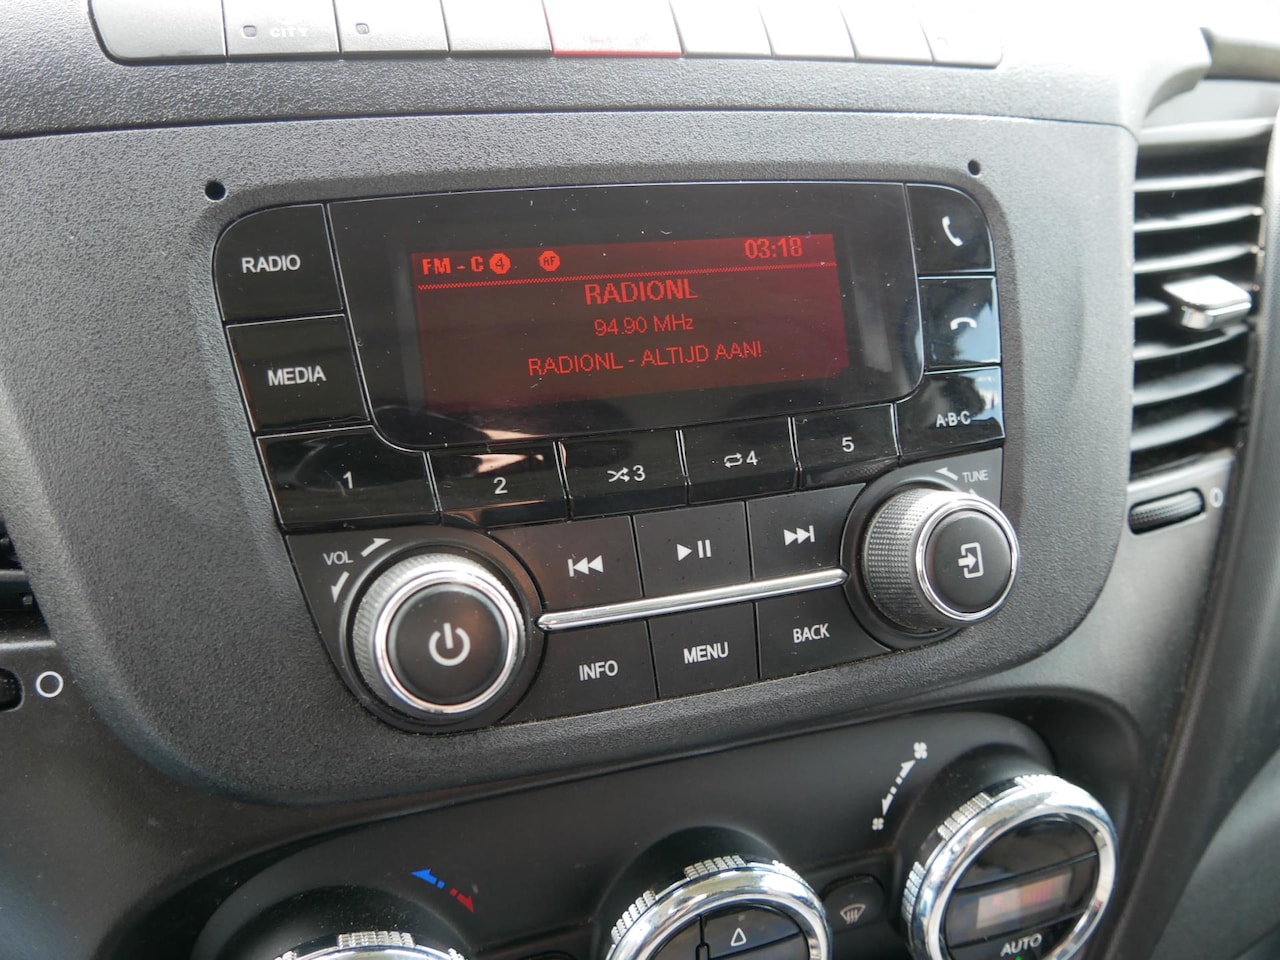 CITY
RADIO
FM - C 4 AF 03:18
RADIONL
94.90 MHz
RADIONL - ALTIJD AAN!
MEDIA
A·B·C
1 2 3 4 5
TUNE
VOL
INFO MENU BACK
AUTO